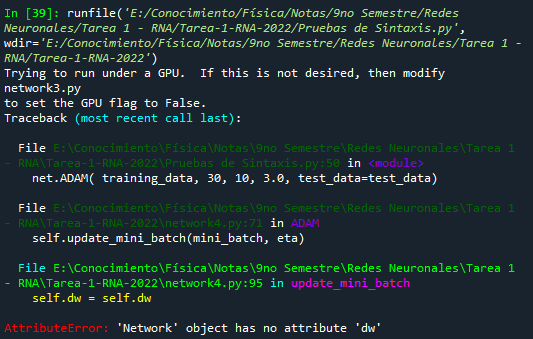 In [39]: runfile('E:/Conocimiento/Física/Notas/9no Semestre/Redes
Neuronales/Tarea 1 - RNA/Tarea-1-RNA-2022/Pruebas de Sintaxis.py',
wdir='E:/Conocimiento/Física/Notas/9no Semestre/Redes Neuronales/Tarea 1 -
RNA/Tarea-1-RNA-2022')
Trying to run under a GPU.  If this is not desired, then modify
network3.py
to set the GPU flag to False.
Traceback (most recent call last):
File E:\Conocimiento\Física\Notas\9no Semestre\Redes Neuronales\Tarea 1
- RNA\Tarea-1-RNA-2022\Pruebas de Sintaxis.py:50 in <module>
net.ADAM( training_data, 30, 10, 3.0, test_data=test_data)
File E:\Conocimiento\Física\Notas\9no Semestre\Redes Neuronales\Tarea 1
- RNA\Tarea-1-RNA-2022\network4.py:71 in ADAM
self.update_mini_batch(mini_batch, eta)
File E:\Conocimiento\Física\Notas\9no Semestre\Redes Neuronales\Tarea 1
- RNA\Tarea-1-RNA-2022\network4.py:95 in update_mini_batch
self.dw = self.dw
AttributeError: 'Network' object has no attribute 'dw'